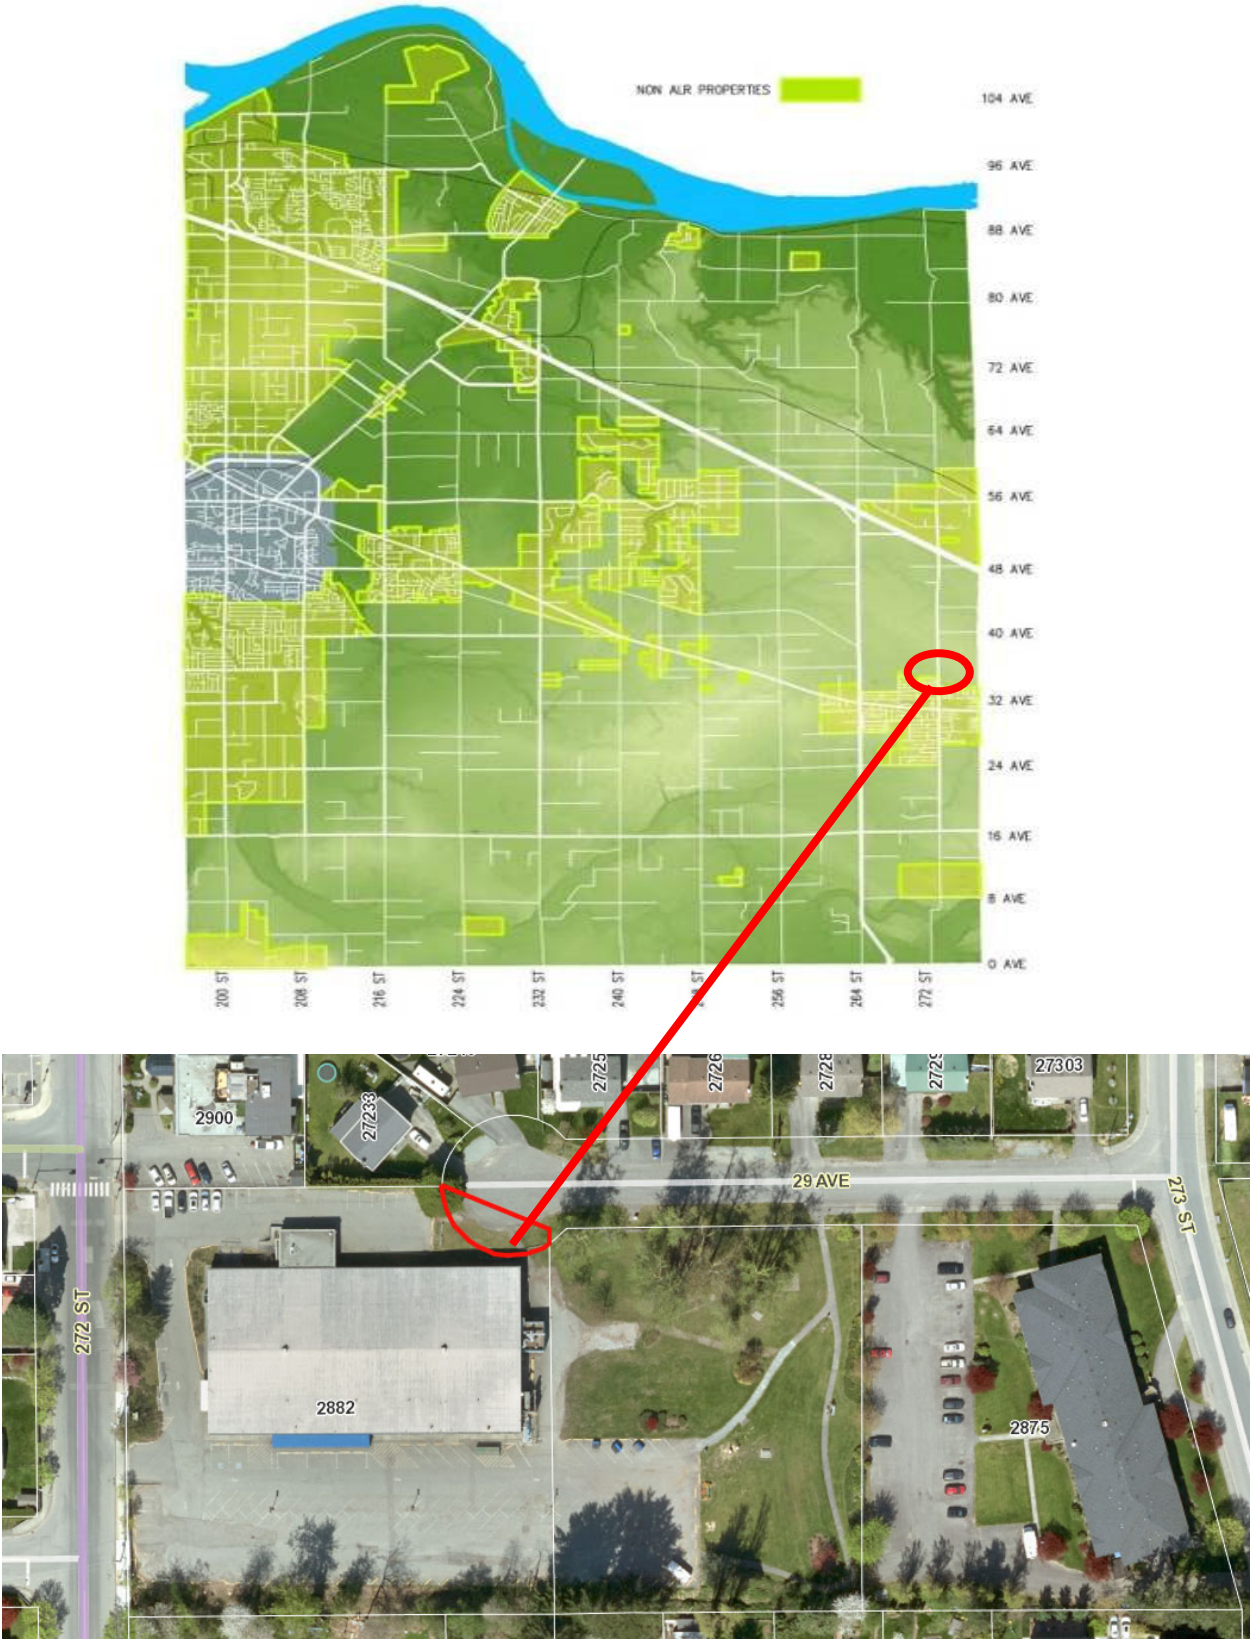 NON ALR PROPERTIES
104 AVE
96 AVE
88 AVE
80 AVE
72 AVE
64 AVE
56 AVE
48 AVE
40 AVE
32 AVE
24 AVE
16 AVE
8 AVE
0 AVE
200 ST
208 ST
216 ST
224 ST
232 ST
240 ST
ST
256 ST
264 ST
272 ST
2900
27233
2725
2726
2728
2729
27303
29 AVE
273 ST
272 ST
2882
2875